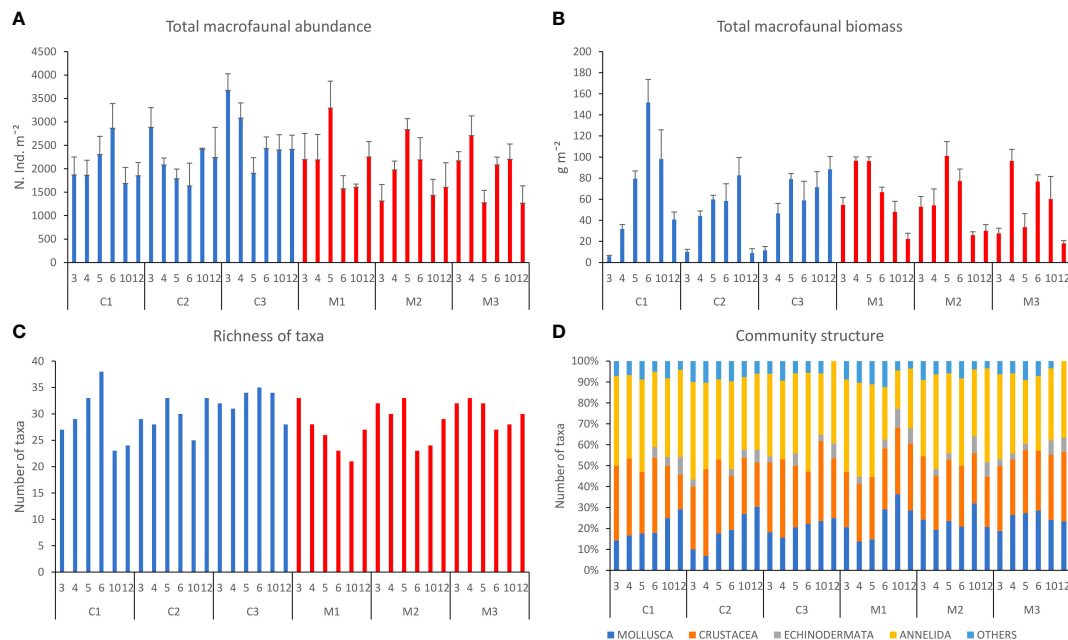 A
Total macrofaunal abundance
N. Ind. m⁻²
4500
4000
3500
3000
2500
2000
1500
1000
500
0
3 4 5 6 10 12 3 4 5 6 10 12 3 4 5 6 10 12 3 4 5 6 10 12 3 4 5 6 10 12 3 4 5 6 10 12
C1 C2 C3 M1 M2 M3
B
Total macrofaunal biomass
g m⁻²
200
180
160
140
120
100
80
60
40
20
0
3 4 5 6 10 12 3 4 5 6 10 12 3 4 5 6 10 12 3 4 5 6 10 12 3 4 5 6 10 12 3 4 5 6 10 12
C1 C2 C3 M1 M2 M3
C
Richness of taxa
Number of taxa
40
35
30
25
20
15
10
5
0
3 4 5 6 10 12 3 4 5 6 10 12 3 4 5 6 10 12 3 4 5 6 10 12 3 4 5 6 10 12 3 4 5 6 10 12
C1 C2 C3 M1 M2 M3
D
Community structure
Number of taxa
100%
90%
80%
70%
60%
50%
40%
30%
20%
10%
0%
3 4 5 6 10 12 3 4 5 6 10 12 3 4 5 6 10 12 3 4 5 6 10 12 3 4 5 6 10 12 3 4 5 6 10 12
C1 C2 C3 M1 M2 M3
MOLLUSCA CRUSTACEA ECHINODERMATA ANNELIDA OTHERS